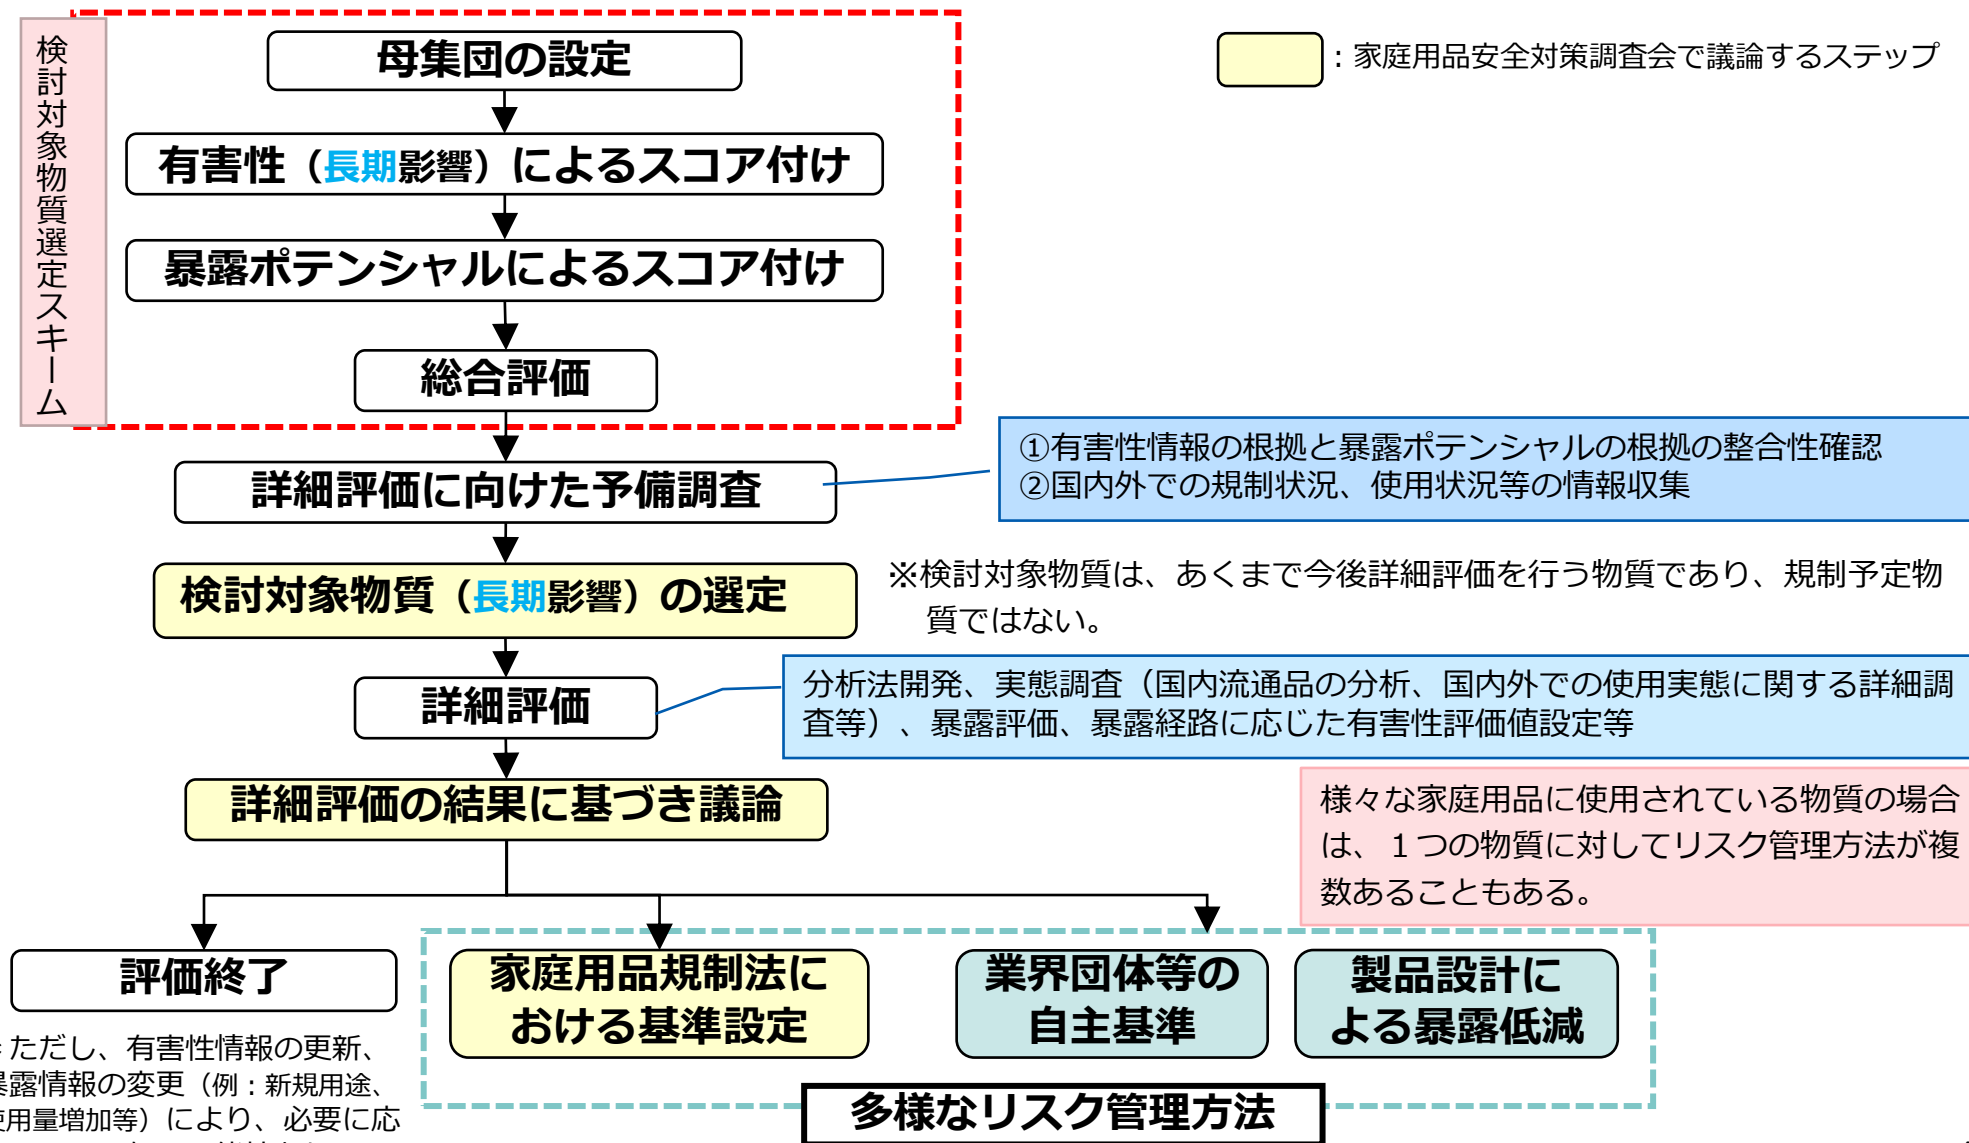 検討対象物質選定スキーム
母集団の設定
：家庭用品安全対策調査会で議論するステップ
有害性（長期影響）によるスコア付け
暴露ポテンシャルによるスコア付け
総合評価
詳細評価に向けた予備調査
①有害性情報の根拠と暴露ポテンシャルの根拠の整合性確認
②国内外での規制状況、使用状況等の情報収集
検討対象物質（長期影響）の選定
※検討対象物質は、あくまで今後詳細評価を行う物質であり、規制予定物
質ではない。
詳細評価
分析法開発、実態調査（国内流通品の分析、国内外での使用実態に関する詳細調
査等）、暴露評価、暴露経路に応じた有害性評価値設定等
詳細評価の結果に基づき議論
様々な家庭用品に使用されている物質の場合
は、１つの物質に対してリスク管理方法が複
数あることもある。
評価終了
家庭用品規制法に
おける基準設定
業界団体等の
自主基準
製品設計に
よる暴露低減
ただし、有害性情報の更新、
暴露情報の変更（例：新規用途、
使用量増加等）により、必要に応
多様なリスク管理方法